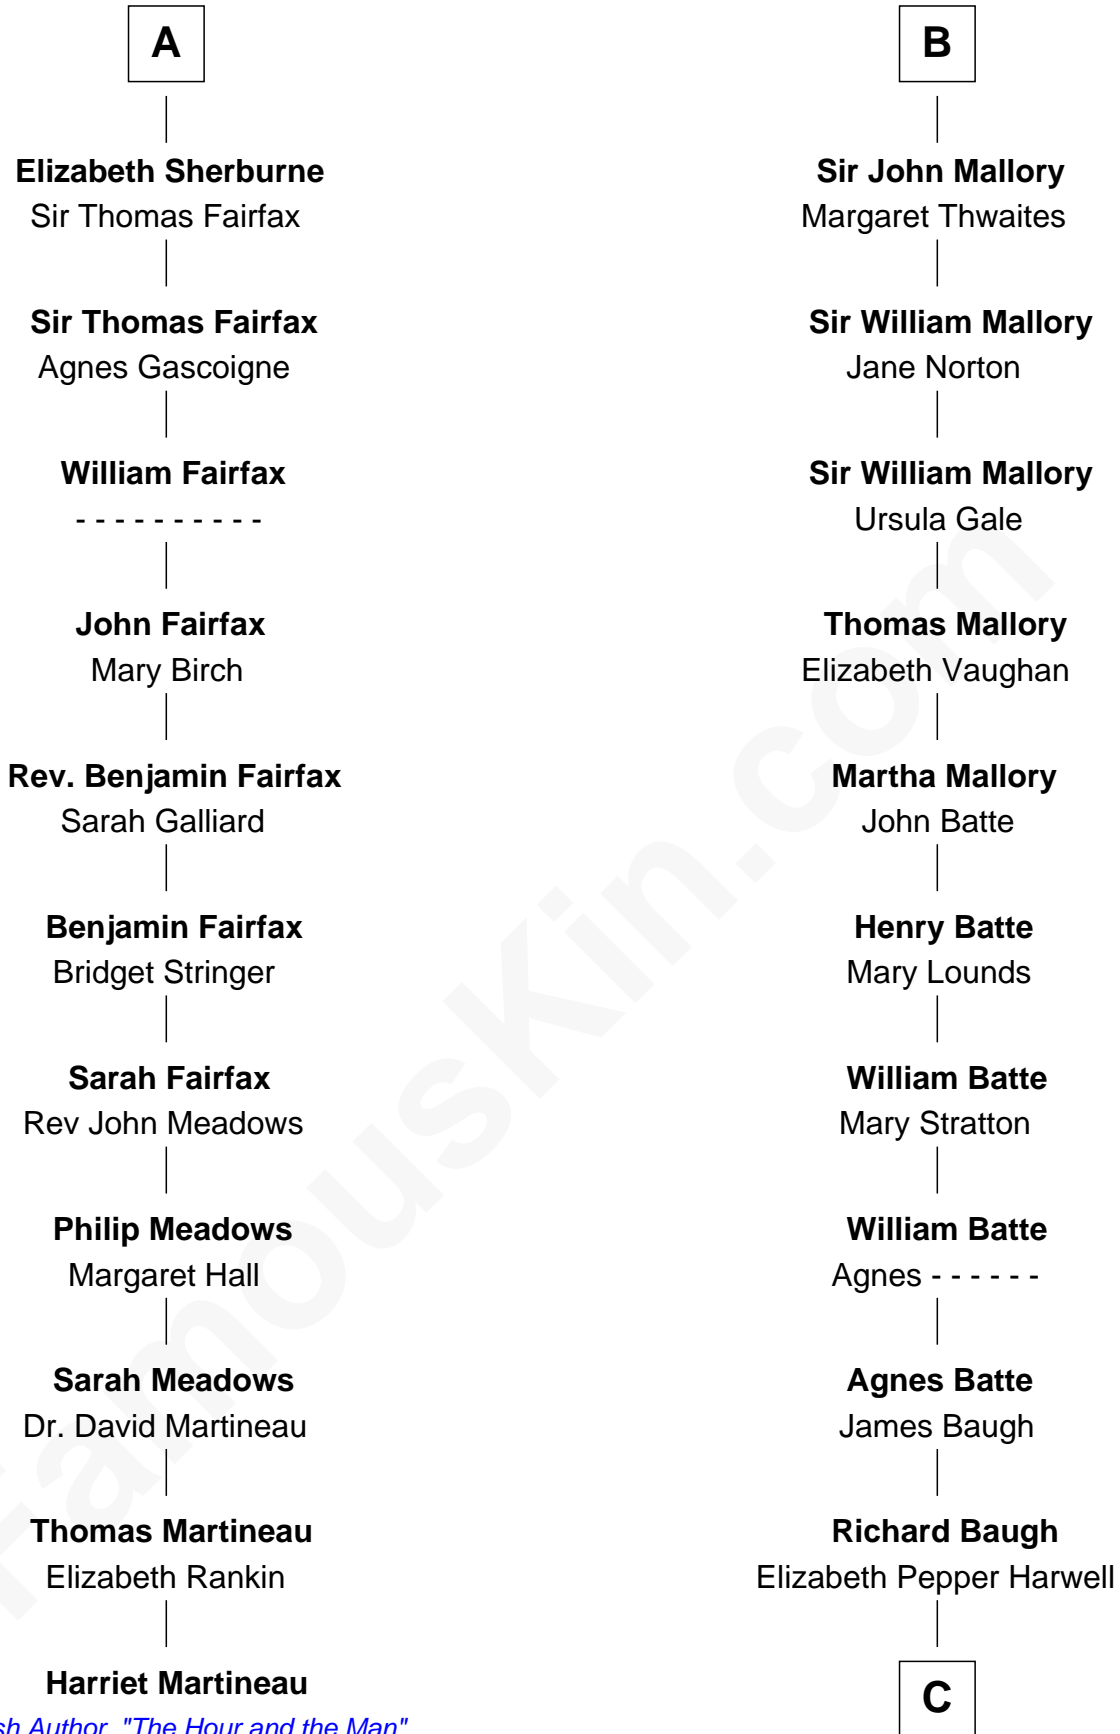 A
Elizabeth Sherburne
Sir Thomas Fairfax
Sir Thomas Fairfax
Agnes Gascoigne
William Fairfax
- - - - - - - - - -
John Fairfax
Mary Birch
Rev. Benjamin Fairfax
Sarah Galliard
Benjamin Fairfax
Bridget Stringer
Sarah Fairfax
Rev John Meadows
Philip Meadows
Margaret Hall
Sarah Meadows
Dr. David Martineau
Thomas Martineau
Elizabeth Rankin
Harriet Martineau
sh Author, "The Hour and the Man"
B
Sir John Mallory
Margaret Thwaites
Sir William Mallory
Jane Norton
Sir William Mallory
Ursula Gale
Thomas Mallory
Elizabeth Vaughan
Martha Mallory
John Batte
Henry Batte
Mary Lounds
William Batte
Mary Stratton
William Batte
Agnes - - - - - -
Agnes Batte
James Baugh
Richard Baugh
Elizabeth Pepper Harwell
C
FamousKin.com